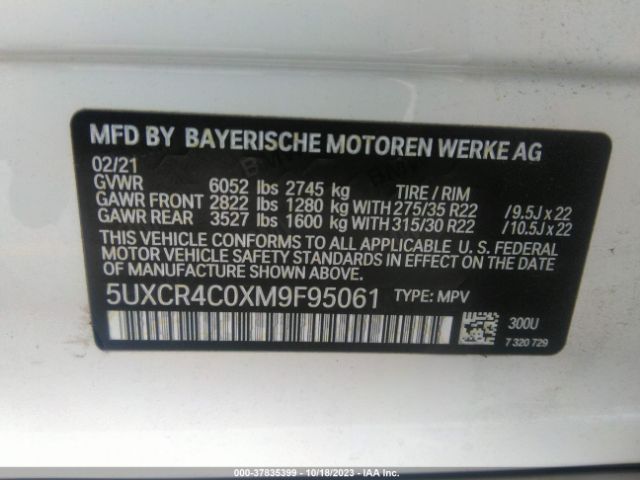 MFD BY BAYERISCHE MOTOREN WERKE AG
02/21
GVWR 6052 lbs 2745 kg TIRE / RIM
GAWR FRONT 2822 lbs 1280 kg WITH 275/35 R22 / 9.5J x 22
GAWR REAR 3527 lbs 1600 kg WITH 315/30 R22 / 10.5J x 22
THIS VEHICLE CONFORMS TO ALL APPLICABLE U. S. FEDERAL
MOTOR VEHICLE SAFETY STANDARDS IN EFFECT ON THE
DATE OF MANUFACTURE SHOWN ABOVE.
5UXCR4C0XM9F95061 TYPE: MPV
300U
7 320 729
000-37835399 | 10/18/2023 | IAA Inc.